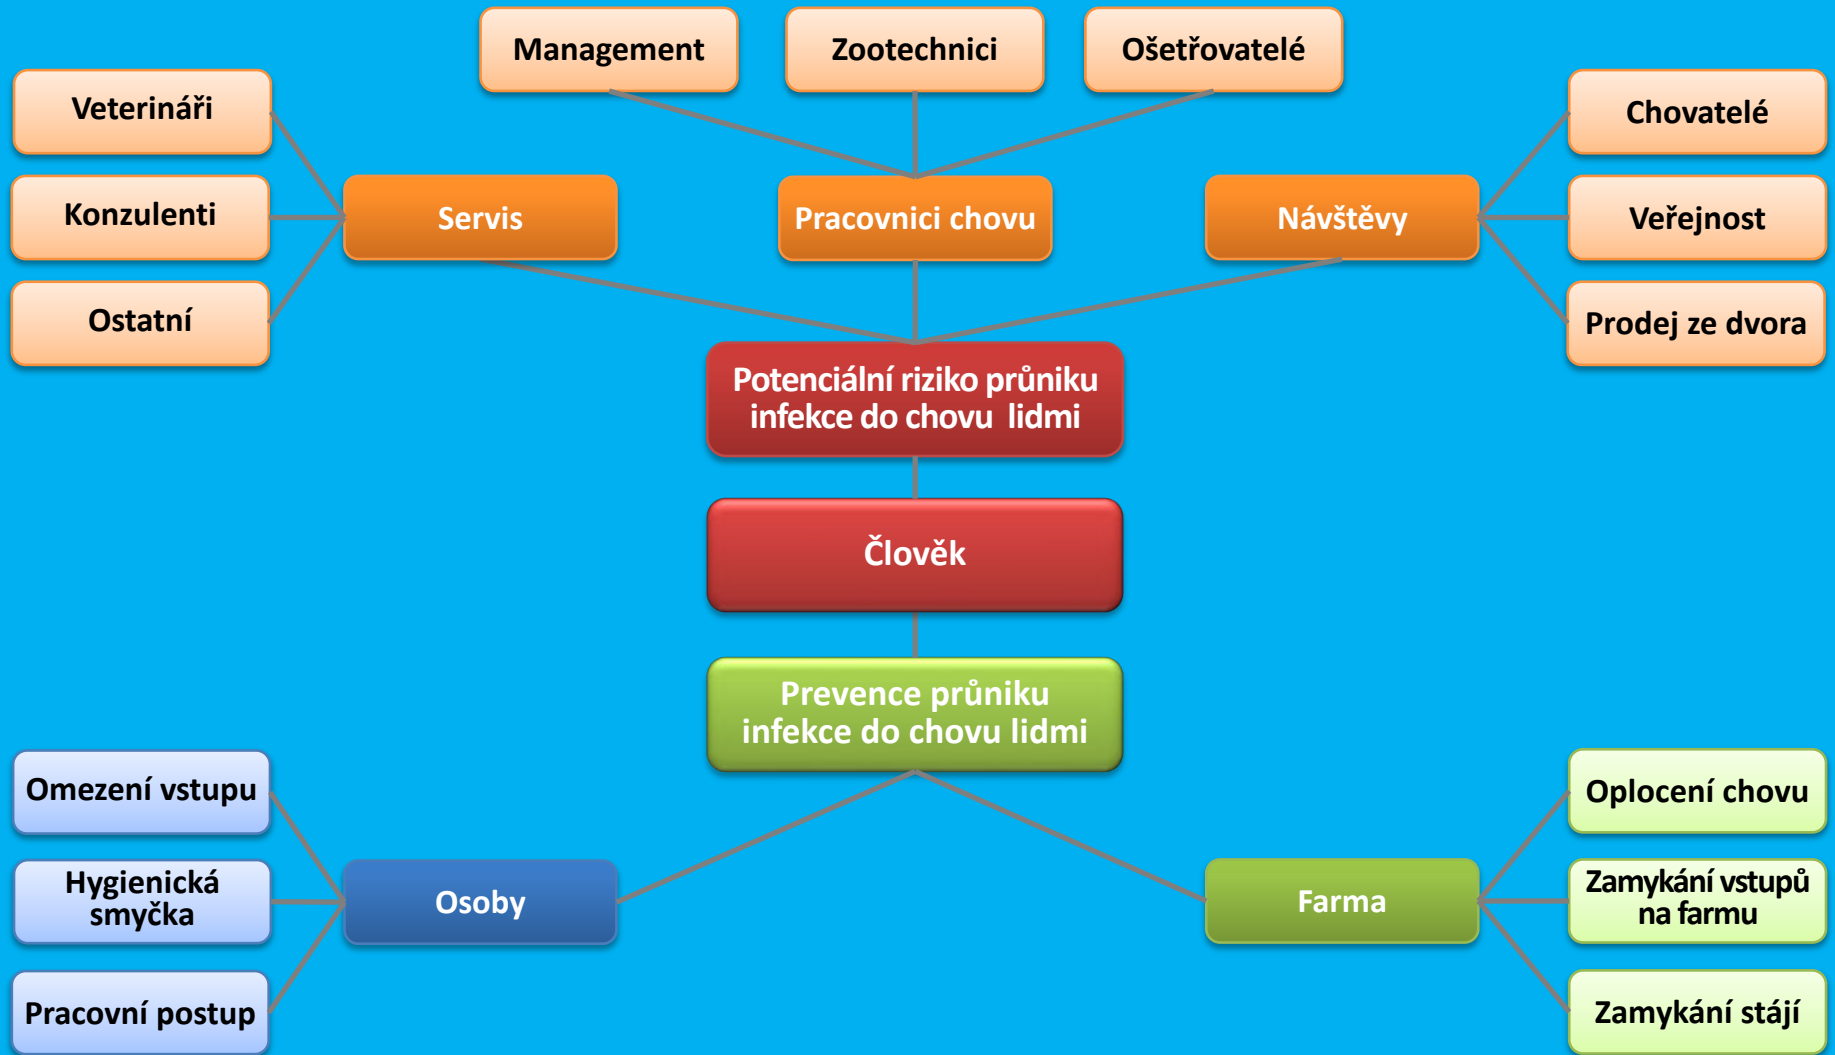 Management
Zootechnici
Ošetřovatelé
Veterináři
Chovatelé
Konzulenti
Servis
Pracovnici chovu
Návštěvy
Veřejnost
Ostatní
Prodej ze dvora
Potenciální riziko průniku
infekce do chovu  lidmi
Člověk
Prevence průniku
infekce do chovu lidmi
Omezení vstupu
Oplocení chovu
Hygienická
smyčka
Osoby
Farma
Zamykání vstupů
na farmu
Pracovní postup
Zamykání stájí